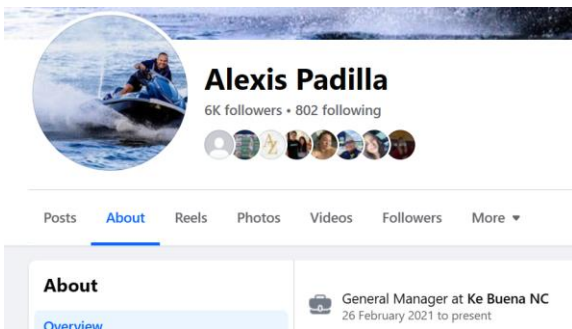 Alexis Padilla
6K followers • 802 following
Posts About Reels Photos Videos Followers More
About
Overview
General Manager at Ke Buena NC
26 February 2021 to present